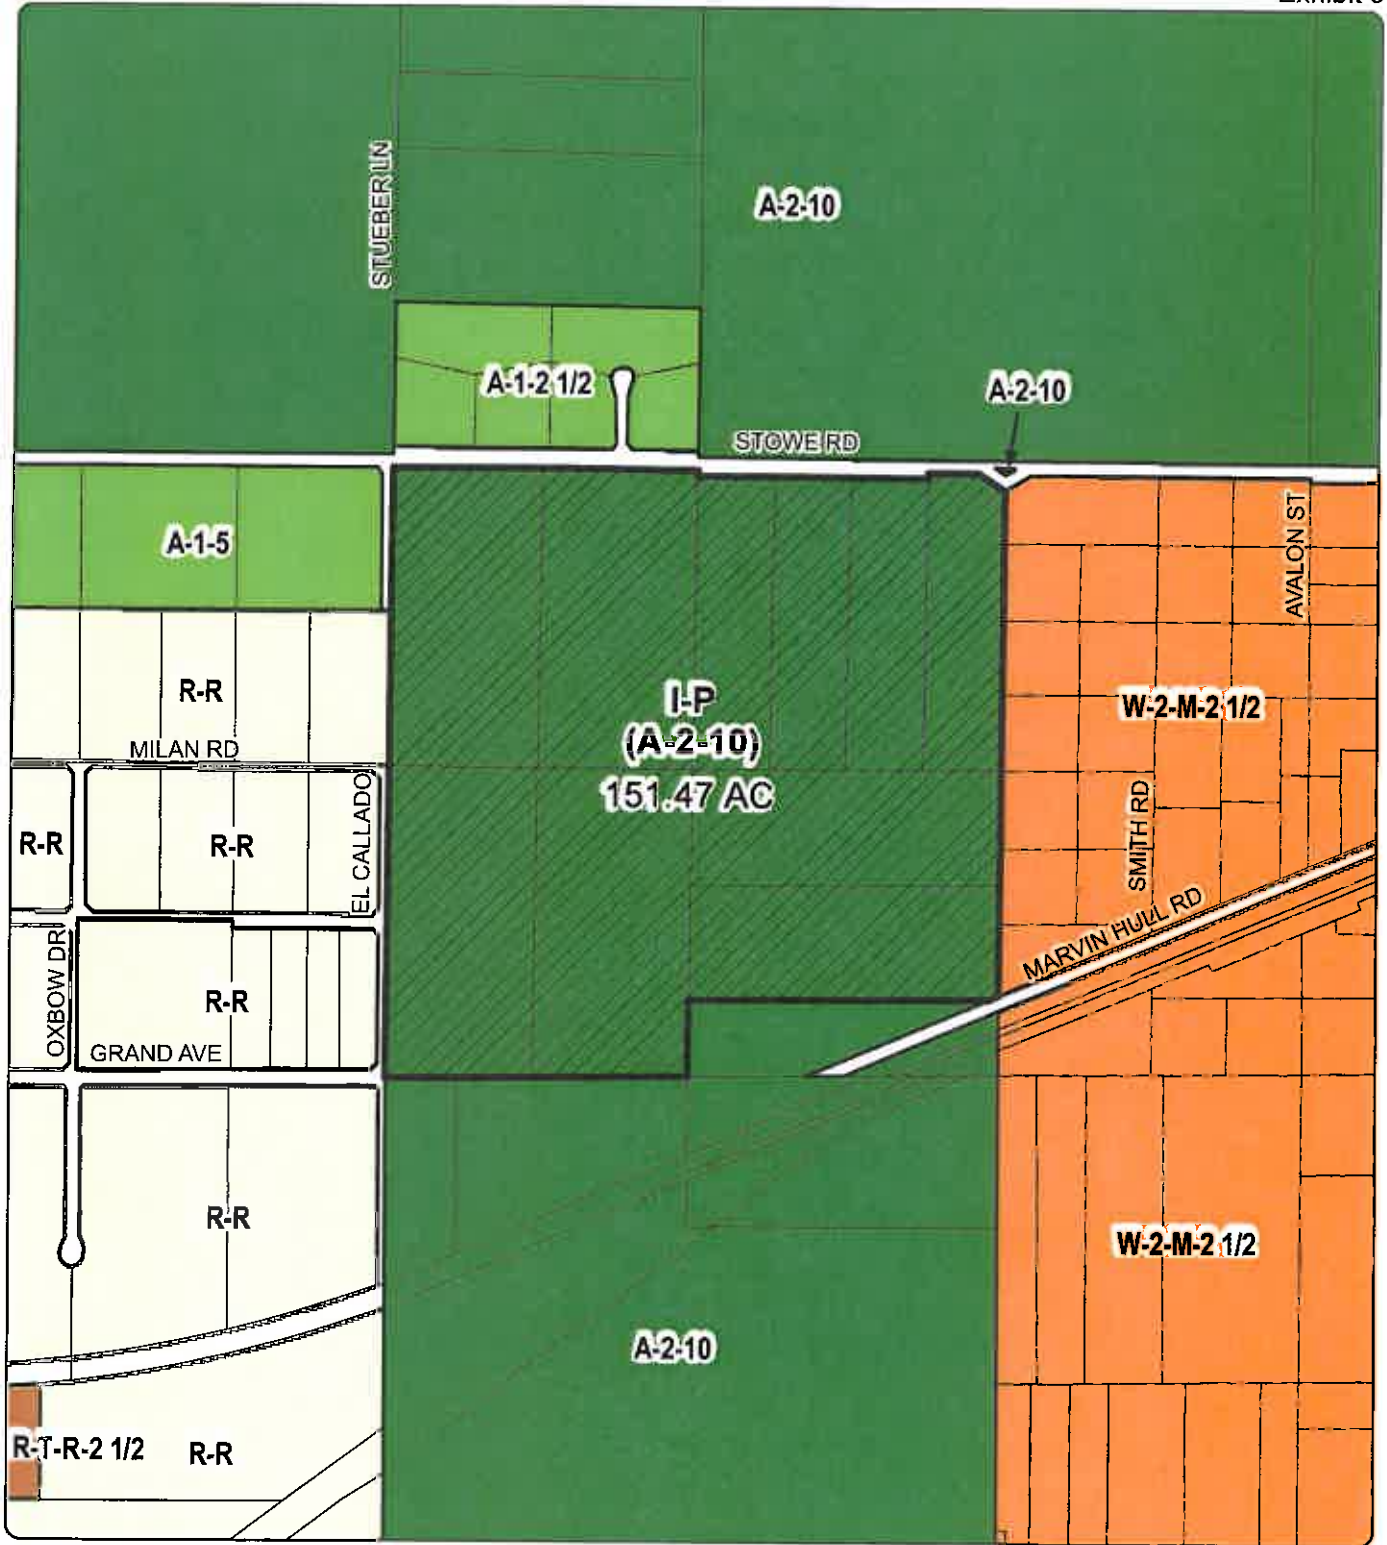 STUEBER LN
A-2-10
A-1-2 1/2
A-2-10
STOWE RD
A-1-5
AVALON ST
R-R
I-P
(A-2-10)
151.47 AC
W-2-M-2 1/2
MILAN RD
EL CALLADO
SMITH RD
R-R
R-R
MARVIN HULL RD
OXBOW DR
R-R
GRAND AVE
R-R
W-2-M-2 1/2
A-2-10
R-T-R-2 1/2
R-R